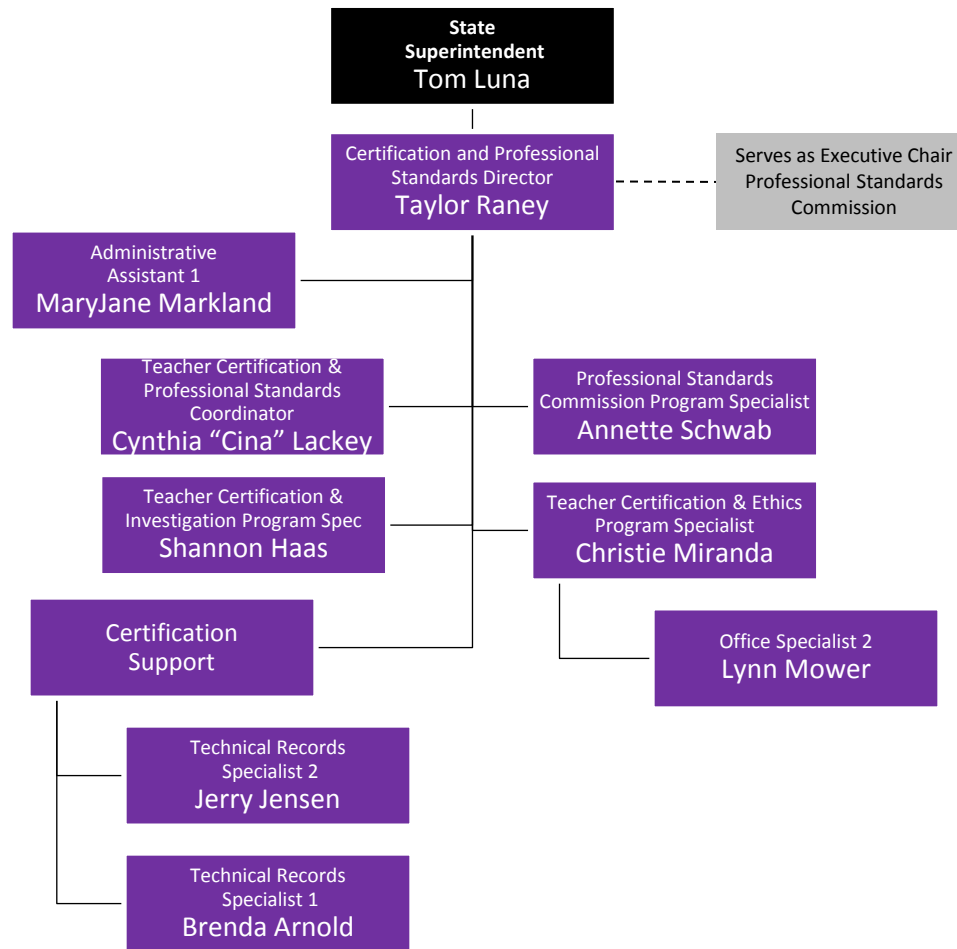 State
Superintendent
Tom Luna
Certification and Professional
Standards Director
Taylor Raney
Serves as Executive Chair
Professional Standards
Commission
Administrative
Assistant 1
MaryJane Markland
Teacher Certification &
Professional Standards
Coordinator
Cynthia “Cina” Lackey
Professional Standards
Commission Program Specialist
Annette Schwab
Teacher Certification &
Investigation Program Spec
Shannon Haas
Teacher Certification & Ethics
Program Specialist
Christie Miranda
Certification
Support
Office Specialist 2
Lynn Mower
Technical Records
Specialist 2
Jerry Jensen
Technical Records
Specialist 1
Brenda Arnold